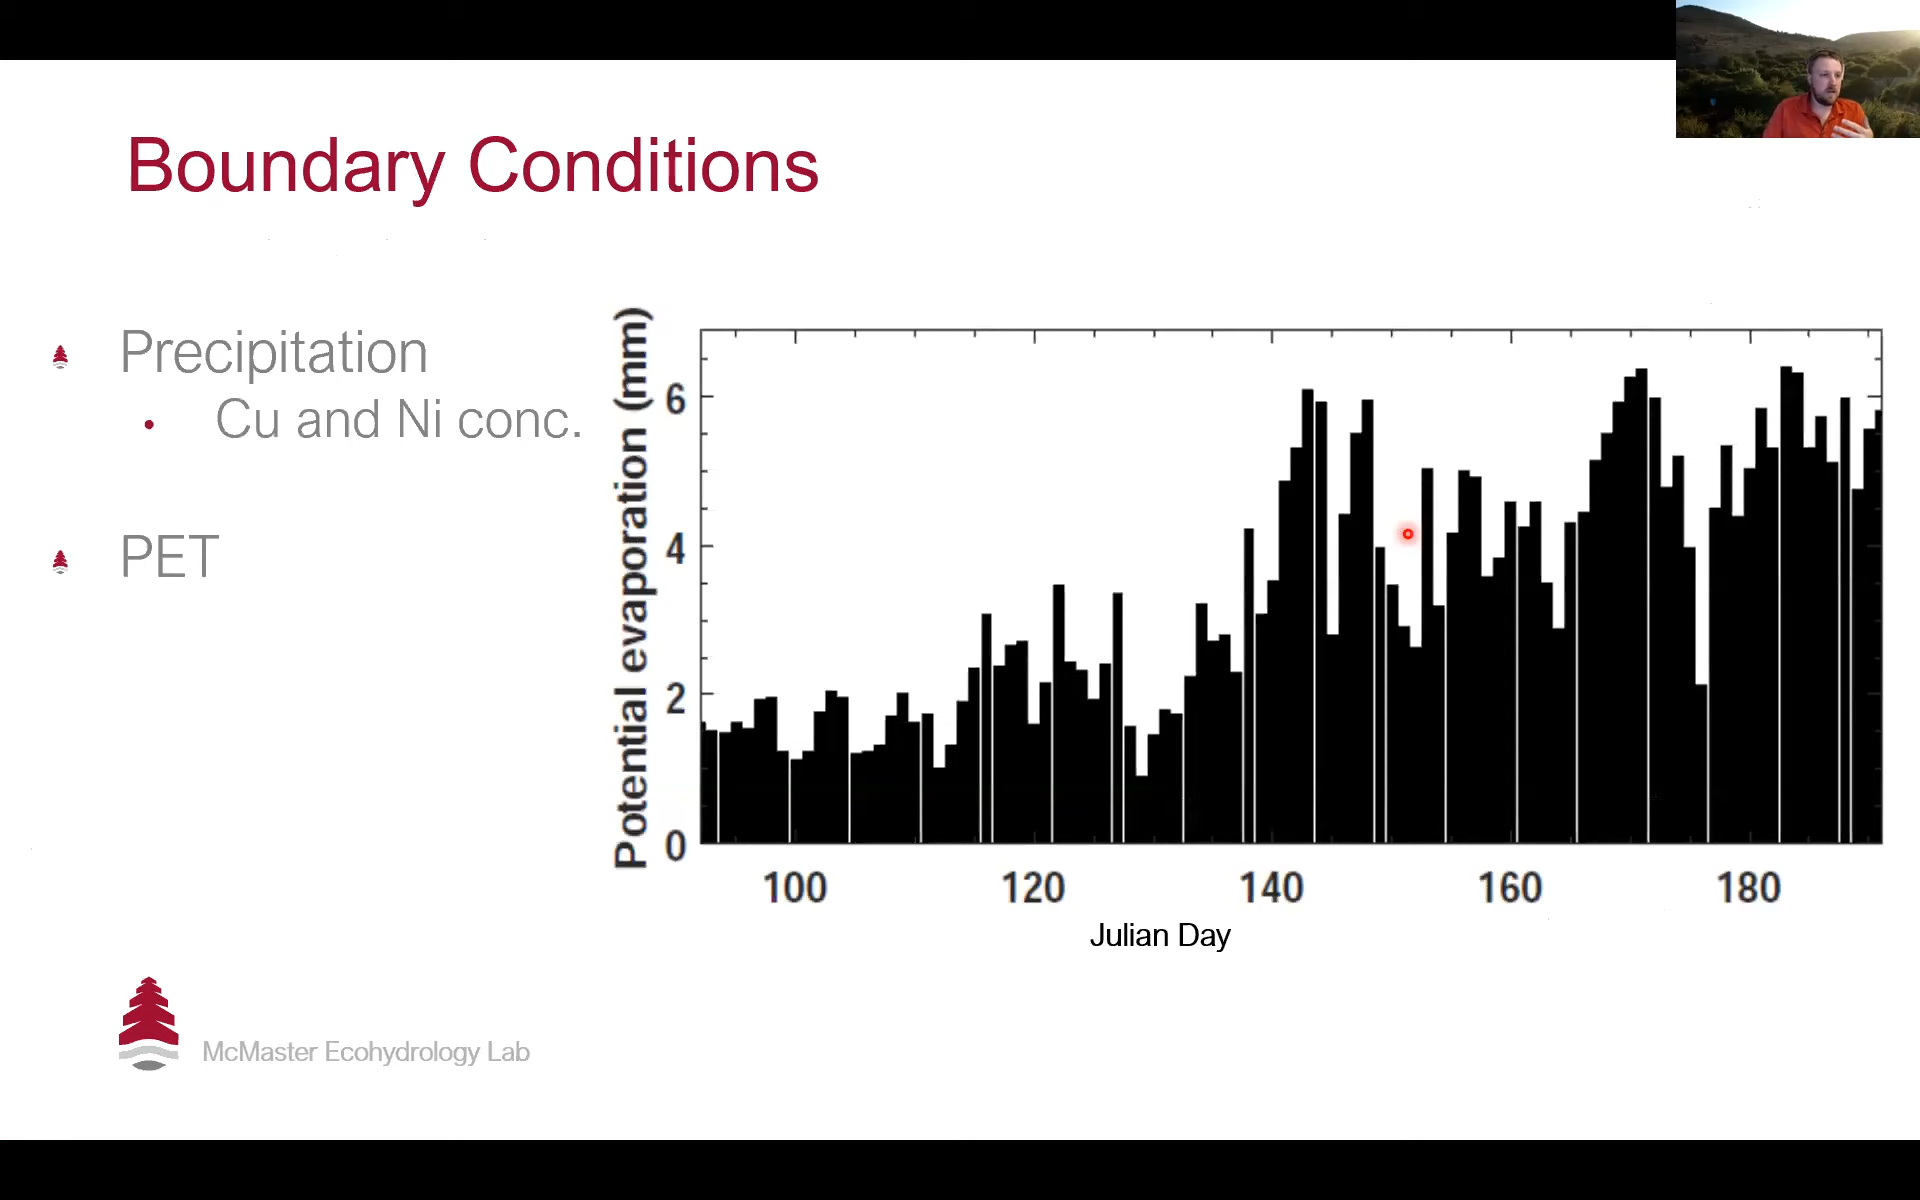 Boundary Conditions
Precipitation
Cu and Ni conc.
PET
Potential evaporation (mm)
6
4
2
0
100 120 140 160 180
Julian Day
McMaster Ecohydrology Lab